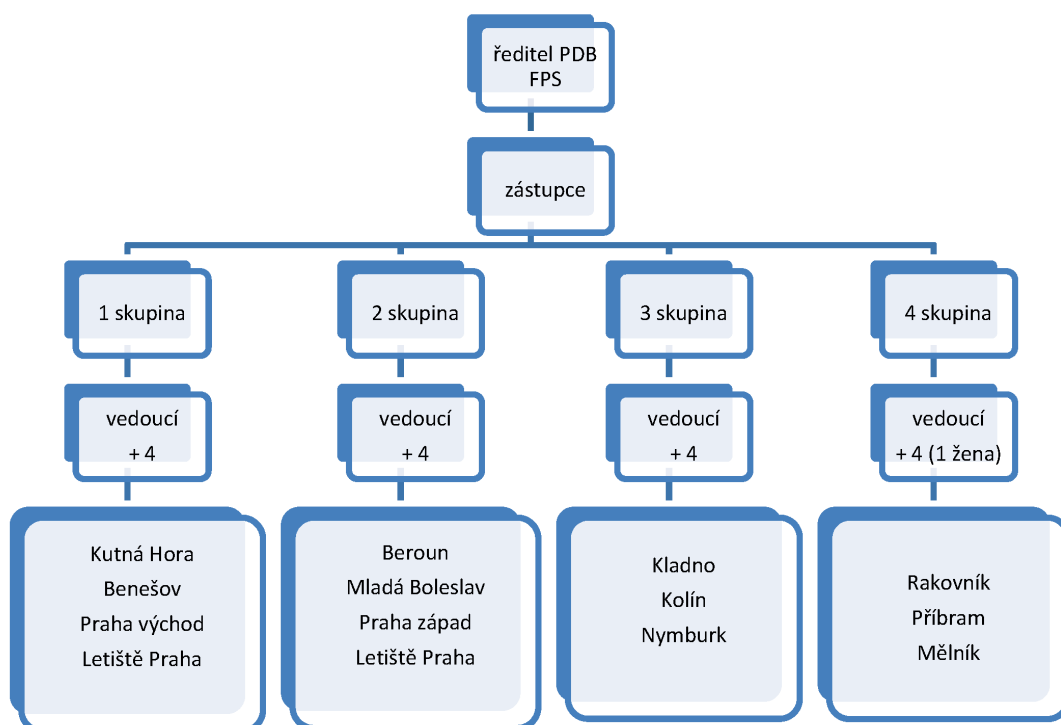 ředitel PDB
FPS
zástupce
1 skupina
2 skupina
3 skupina
4 skupina
vedoucí
+ 4
vedoucí
+ 4
vedoucí
+ 4
vedoucí
+ 4 (1 žena)
Kutná Hora
Benešov
Praha východ
Letiště Praha
Beroun
Mladá Boleslav
Praha západ
Letiště Praha
Kladno
Kolín
Nymburk
Rakovník
Příbram
Mělník